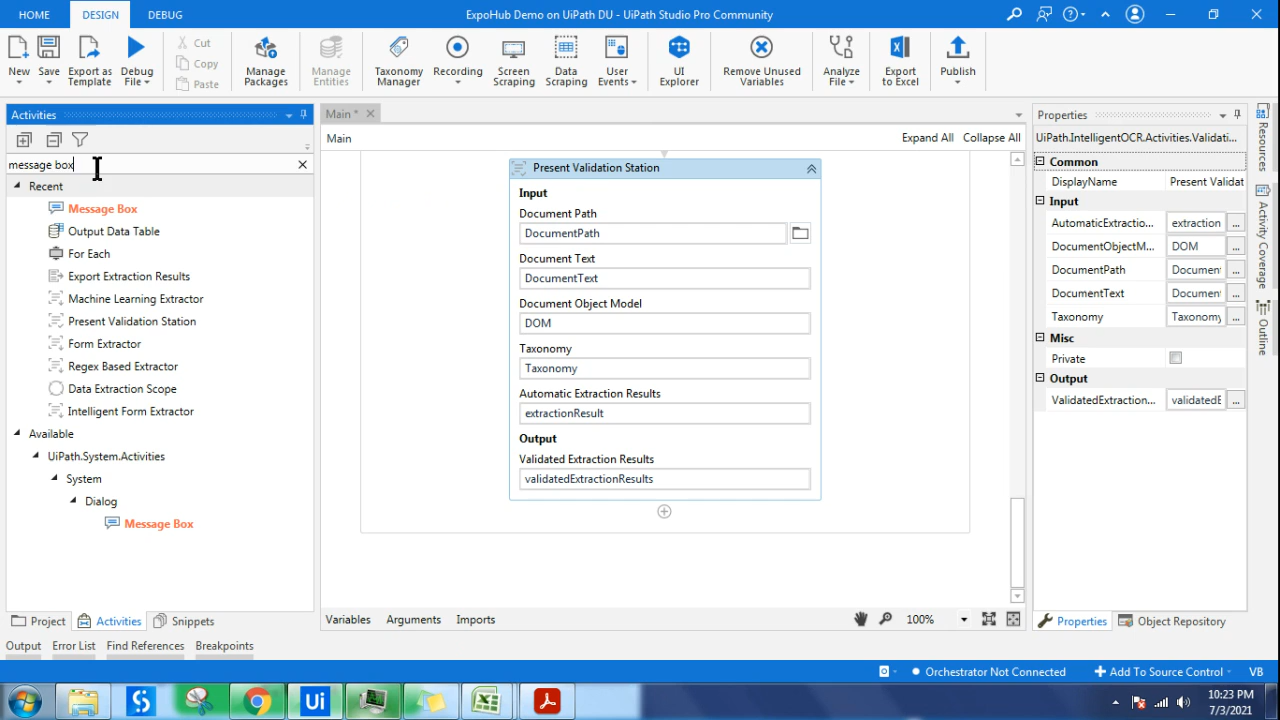 HOME
DESIGN
DEBUG
ExpoHub Demo on UiPath DU - UiPath Studio Pro Community
New
Save
Export as Template
Debug File
Cut
Copy
Paste
Manage Packages
Manage Entities
Taxonomy Manager
Recording
Screen Scraping
Data Scraping
User Events
UI Explorer
Remove Unused Variables
Analyze File
Export to Excel
Publish
Activities
message box
Recent
Message Box
Output Data Table
For Each
Export Extraction Results
Machine Learning Extractor
Present Validation Station
Form Extractor
Regex Based Extractor
Data Extraction Scope
Intelligent Form Extractor
Available
UiPath.System.Activities
System
Dialog
Message Box
Project
Activities
Snippets
Main *
Main
Expand All
Collapse All
Present Validation Station
Input
Document Path
DocumentPath
Document Text
DocumentText
Document Object Model
DOM
Taxonomy
Taxonomy
Automatic Extraction Results
extractionResult
Output
Validated Extraction Results
validatedExtractionResults
Variables
Arguments
Imports
100%
Properties
UiPath.IntelligentOCR.Activities.Validati...
Common
DisplayName Present Validat
Input
AutomaticExtractio... extraction ...
DocumentObjectM... DOM ...
DocumentPath Document ...
DocumentText Document ...
Taxonomy Taxonomy ...
Misc
Private
Output
ValidatedExtraction... validatedE ...
Properties
Object Repository
Resources
Activity Coverage
Outline
Output
Error List
Find References
Breakpoints
Orchestrator Not Connected
Add To Source Control
VB
Ui
10:23 PM
7/3/2021